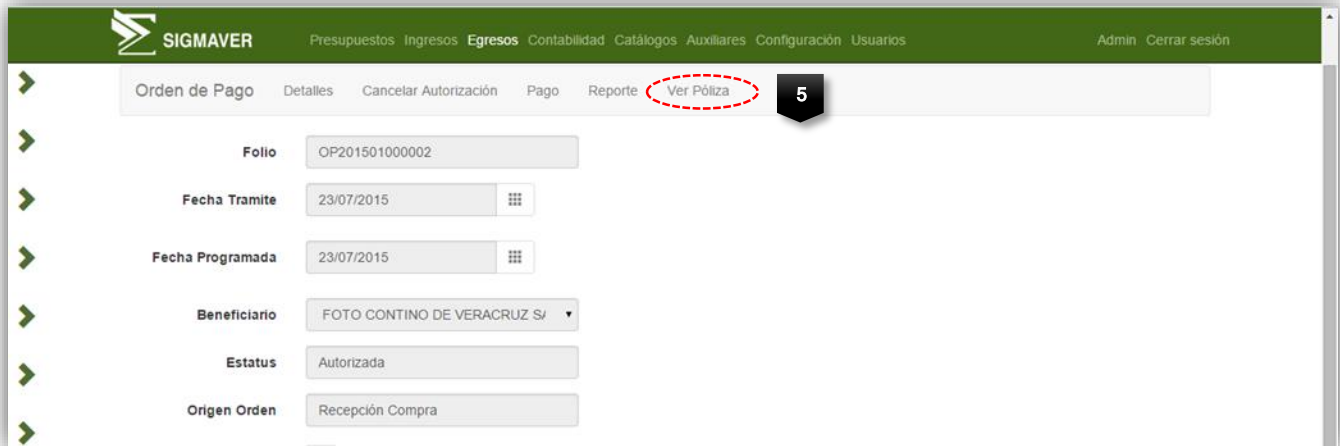 SIGMAVER Presupuestos Ingresos Egresos Contabilidad Catálogos Auxiliares Configuración Usuarios Admin Cerrar sesión
Orden de Pago Detalles Cancelar Autorización Pago Reporte Ver Póliza 5
Folio OP201501000002
Fecha Tramite 23/07/2015
Fecha Programada 23/07/2015
Beneficiario FOTO CONTINO DE VERACRUZ
Estatus Autorizada
Origen Orden Recepción Compra